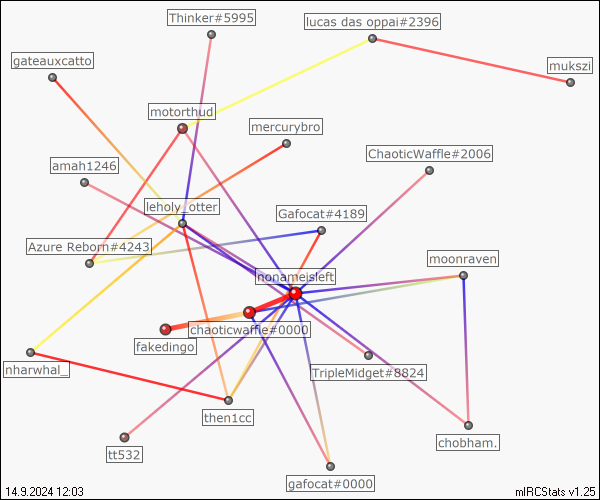 Thinker#5995
lucas das oppai#2396
gateauxcatto
mukszi
motorthud
mercurybro
ChaoticWaffle#2006
amah1246
leholy_otter
Gafocat#4189
Azure Reborn#4243
moonraven
nonameisleft
chaoticwaffle#0000
fakedingo
nharwhal_
TripleMidget#8824
then1cc
chobham.
tt532
gafocat#0000
14.9.2024 12:03
mIRCStats v1.25